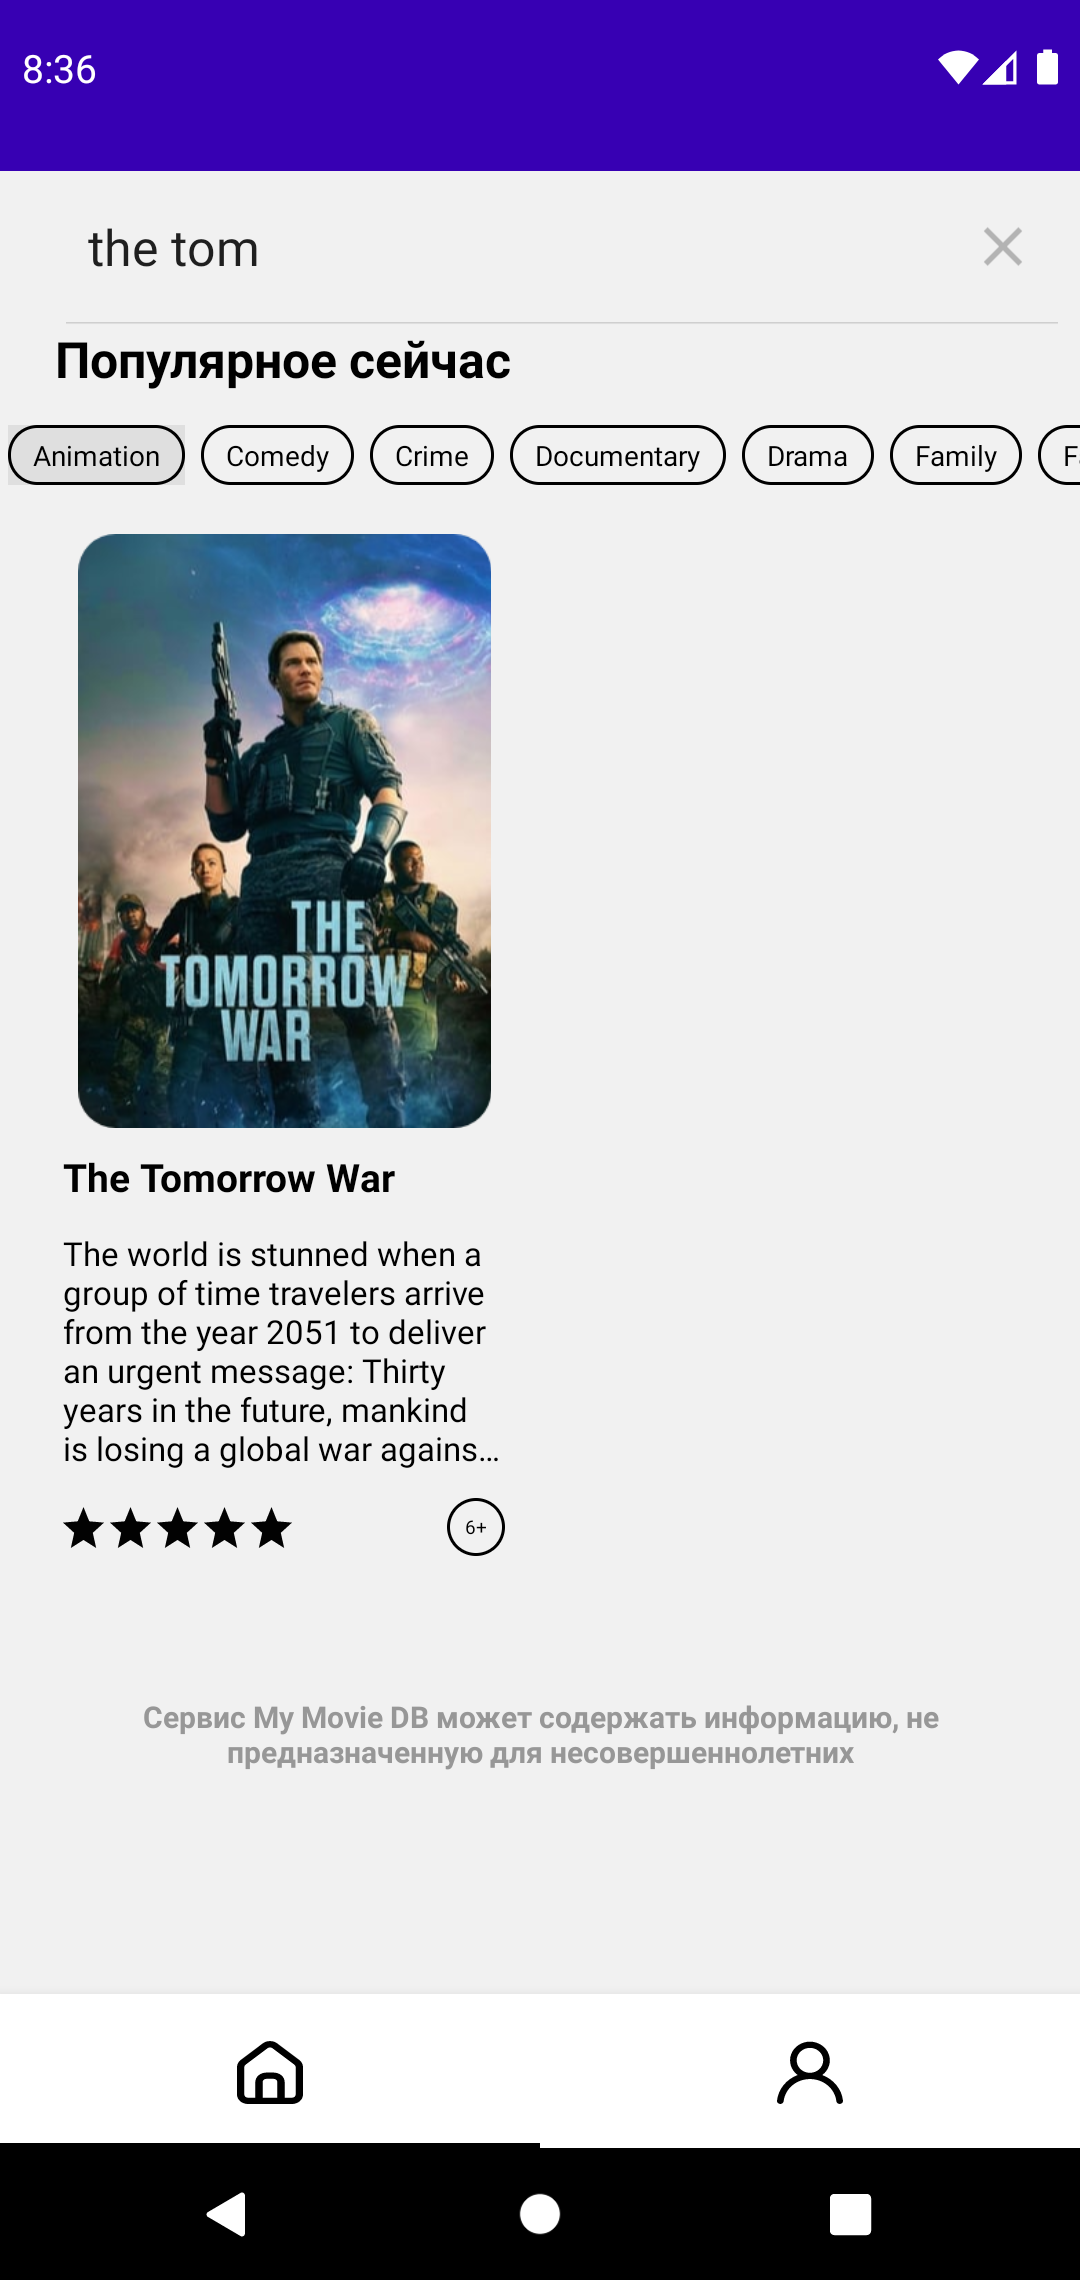 8:36
the tom
Популярное сейчас
Animation Comedy Crime Documentary Drama Family
THE
TOMORROW
WAR
The Tomorrow War
The world is stunned when a
group of time travelers arrive
from the year 2051 to deliver
an urgent message: Thirty
years in the future, mankind
is losing a global war agains…
6+
Сервис My Movie DB может содержать информацию, не
предназначенную для несовершеннолетних